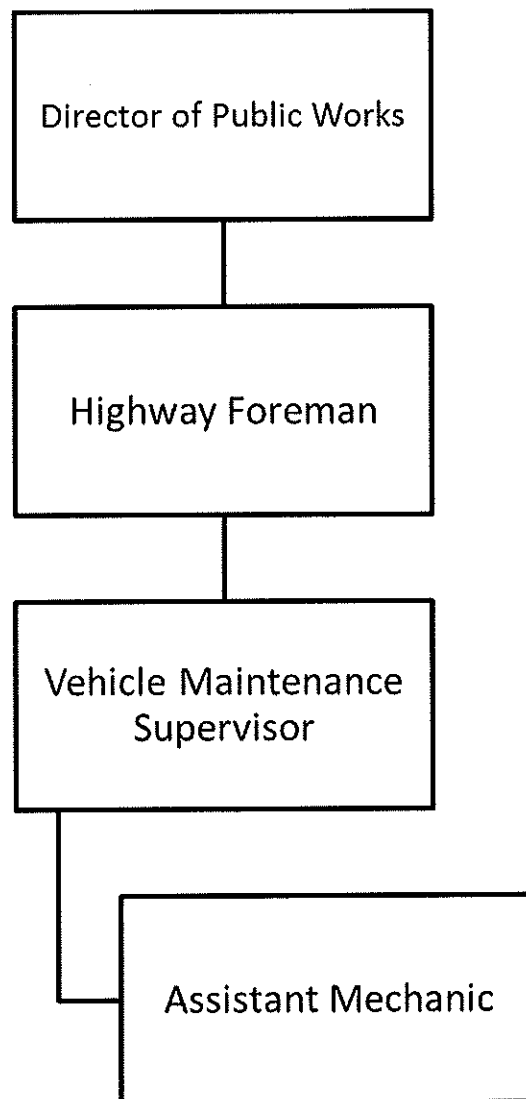 Director of Public Works
Highway Foreman
Vehicle Maintenance
Supervisor
Assistant Mechanic